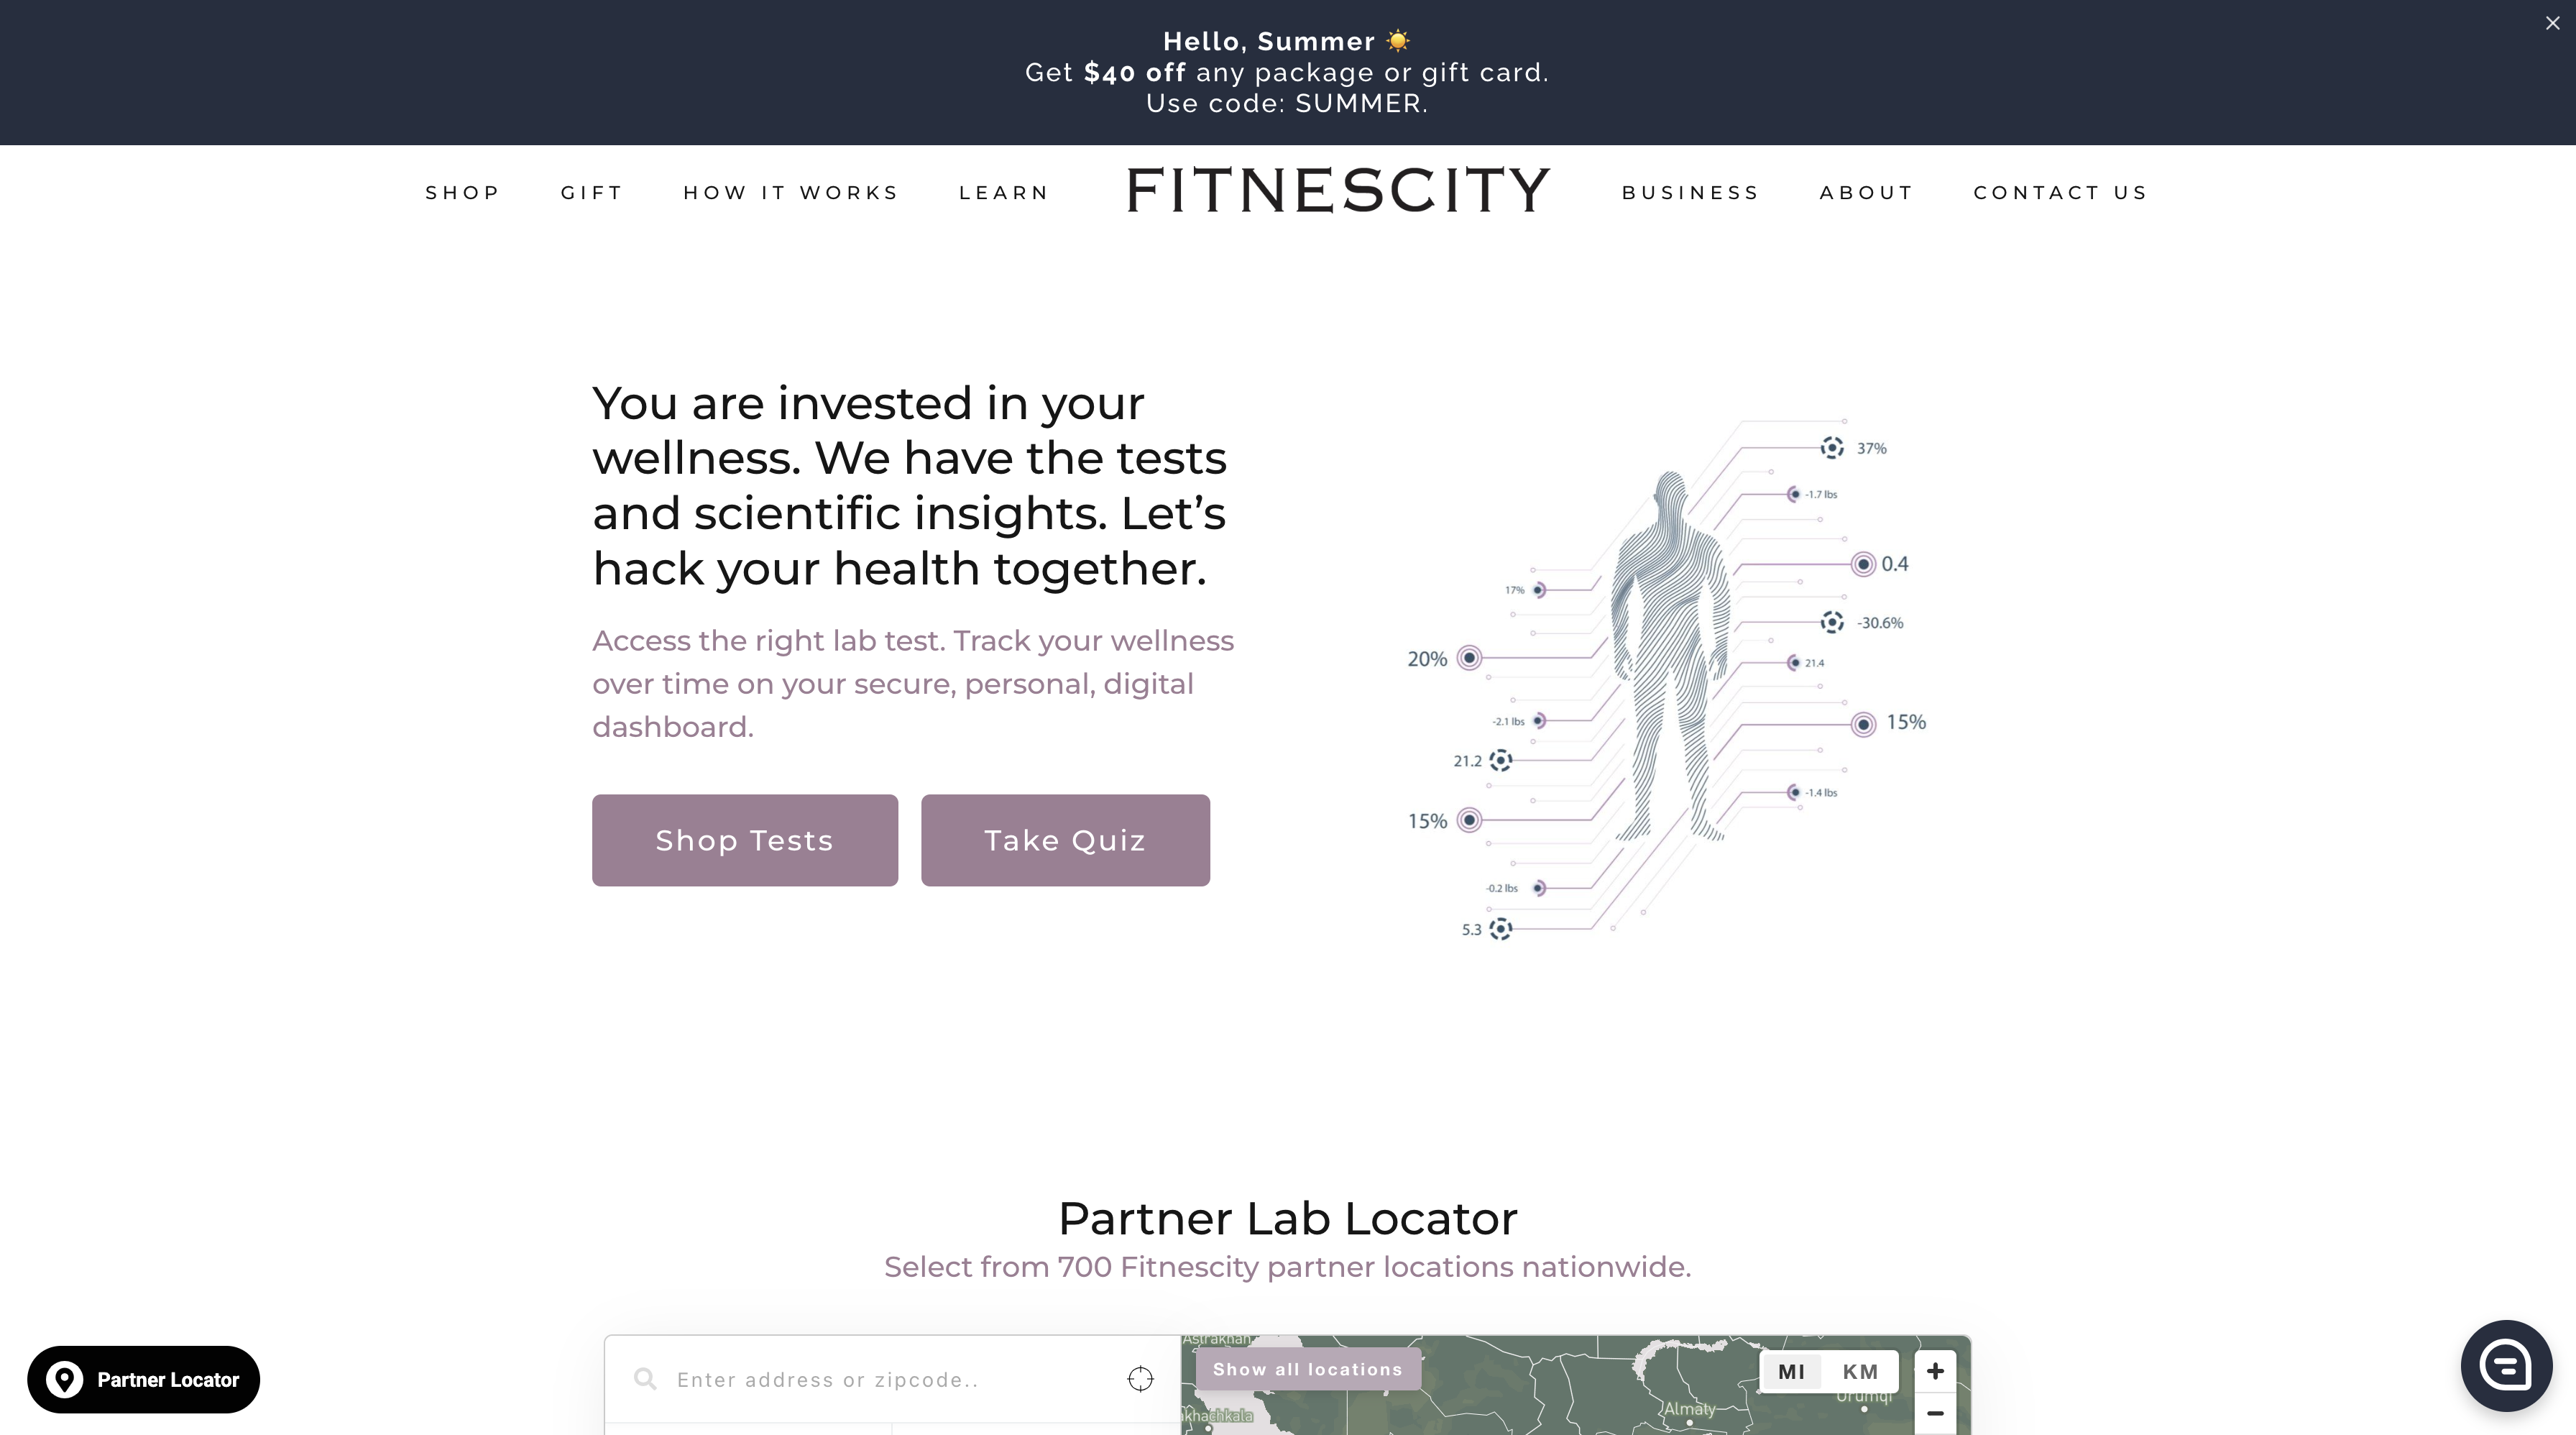 Hello, Summer ☀️
Get $40 off any package or gift card.
Use code: SUMMER.
SHOP
GIFT
HOW IT WORKS
LEARN
FITNESCITY
BUSINESS
ABOUT
CONTACT US
You are invested in your
wellness. We have the tests
and scientific insights. Let’s
hack your health together.
Access the right lab test. Track your wellness
over time on your secure, personal, digital
dashboard.
Shop Tests
Take Quiz
37%
-1.7 lbs
0.4
17%
-30.6%
20%
21.4
-2.1 lbs
15%
21.2
-1.4 lbs
15%
-0.2 lbs
5.3
Partner Lab Locator
Select from 700 Fitnescity partner locations nationwide.
Astrakhan
Enter address or zipcode..
Show all locations
MI
KM
Urumqi
khachkala
Almaty
Partner Locator